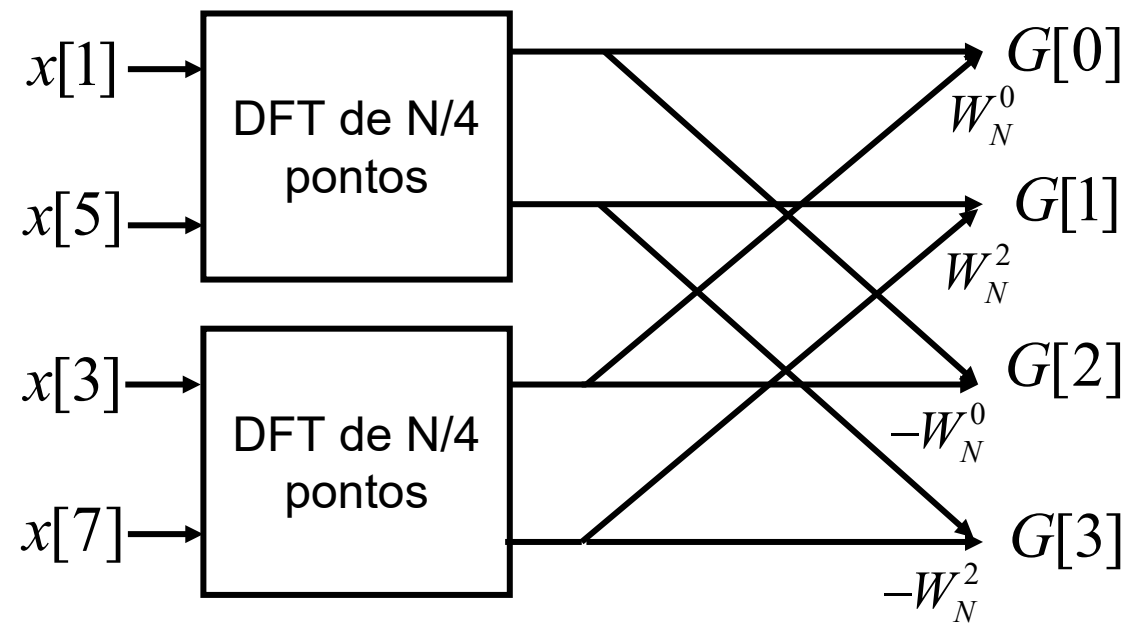 x[1]
x[5]
DFT de N/4
pontos
x[3]
x[7]
DFT de N/4
pontos
G[0]
W_N^0
G[1]
W_N^2
G[2]
–W_N^0
G[3]
–W_N^2